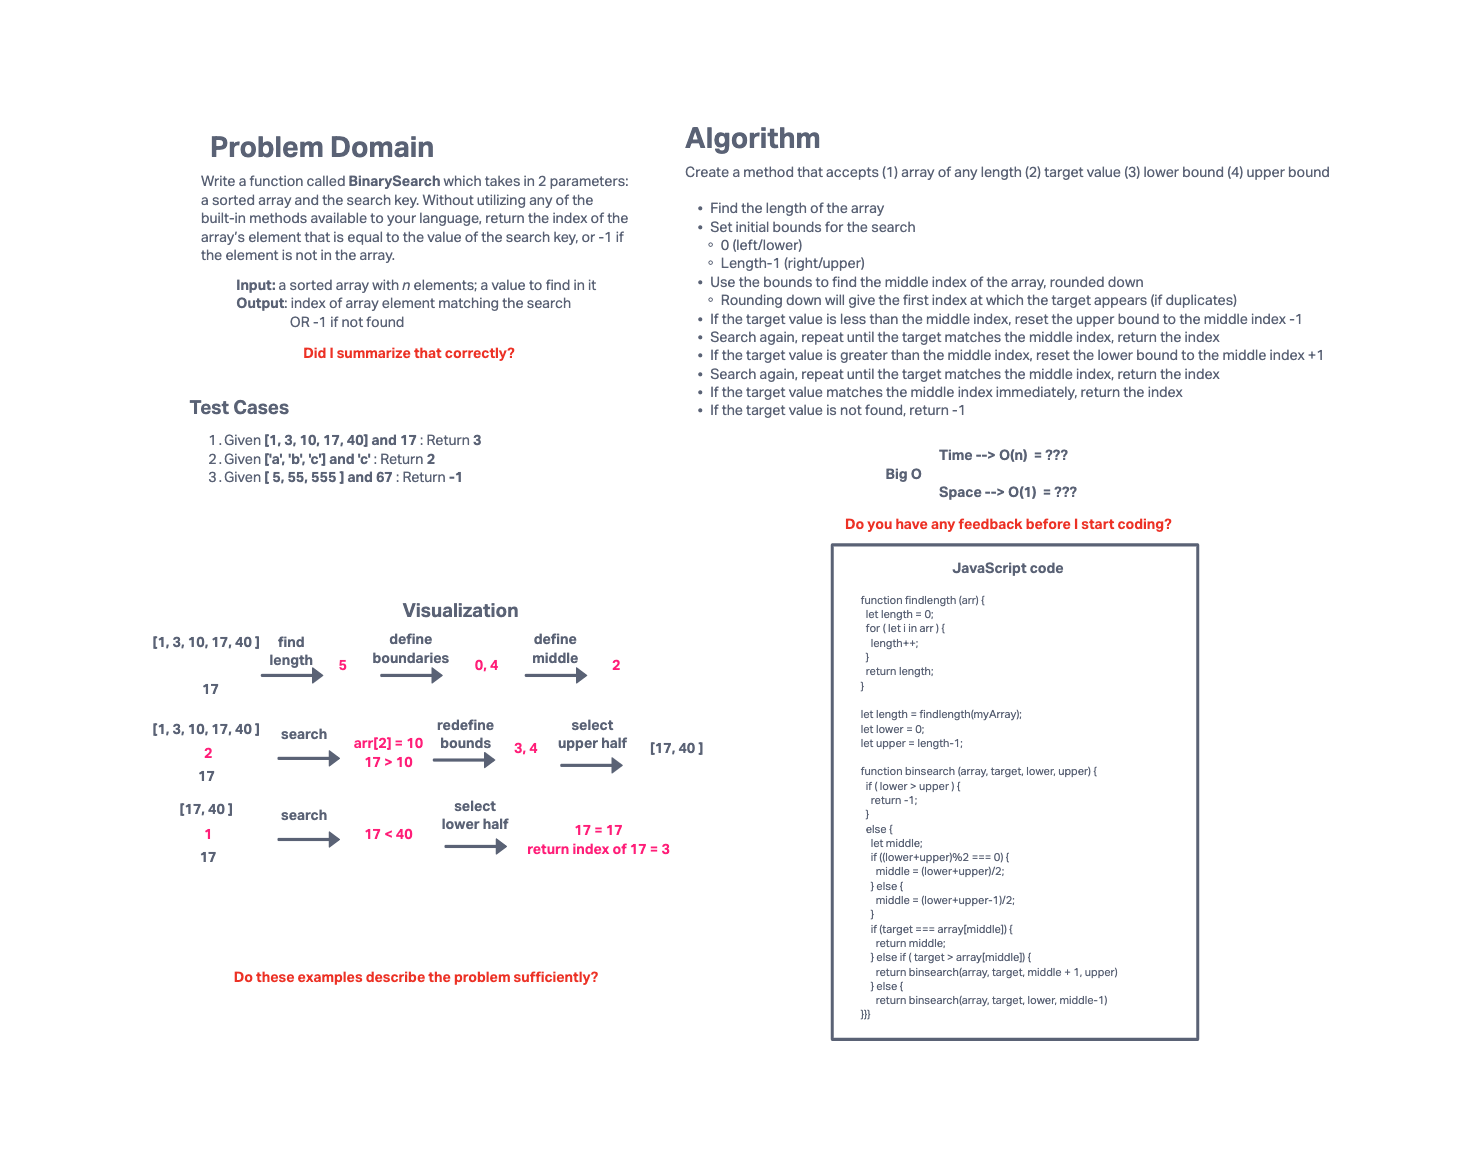 Problem Domain
Write a function called BinarySearch which takes in 2 parameters:
a sorted array and the search key. Without utilizing any of the
built-in methods available to your language, return the index of the
array's element that is equal to the value of the search key, or -1 if
the element is not in the array.
Input: a sorted array with n elements; a value to find in it
Output: index of array element matching the search
OR -1 if not found
Did I summarize that correctly?
Test Cases
1. Given [1, 3, 10, 17, 40] and 17 : Return 3
2. Given ['a', 'b', 'c'] and 'c' : Return 2
3. Given [ 5, 55, 555 ] and 67 : Return -1
Visualization
[1, 3, 10, 17, 40 ]
17
find
length
5
define
boundaries
0, 4
define
middle
2
[1, 3, 10, 17, 40 ]
2
17
search
arr[2] = 10
17 > 10
redefine
bounds
3, 4
select
upper half
[17, 40 ]
[17, 40 ]
1
17
search
17 < 40
select
lower half
17 = 17
return index of 17 = 3
Do these examples describe the problem sufficiently?
Algorithm
Create a method that accepts (1) array of any length (2) target value (3) lower bound (4) upper bound
• Find the length of the array
• Set initial bounds for the search
◦ 0 (left/lower)
◦ Length-1 (right/upper)
• Use the bounds to find the middle index of the array, rounded down
◦ Rounding down will give the first index at which the target appears (if duplicates)
• If the target value is less than the middle index, reset the upper bound to the middle index -1
• Search again, repeat until the target matches the middle index, return the index
• If the target value is greater than the middle index, reset the lower bound to the middle index +1
• Search again, repeat until the target matches the middle index, return the index
• If the target value matches the middle index immediately, return the index
• If the target value is not found, return -1
Big O
Time --> O(n) = ???
Space --> O(1) = ???
Do you have any feedback before I start coding?
JavaScript code
function findlength (arr) {
let length = 0;
for ( let i in arr ) {
length++;
}
return length;
}
let length = findlength(myArray);
let lower = 0;
let upper = length-1;
function binsearch (array, target, lower, upper) {
if ( lower > upper ) {
return -1;
}
else {
let middle;
if ((lower+upper)%2 === 0) {
middle = (lower+upper)/2;
} else {
middle = (lower+upper-1)/2;
}
if (target === array[middle]) {
return middle;
} else if ( target > array[middle]) {
return binsearch(array, target, middle + 1, upper)
} else {
return binsearch(array, target, lower, middle-1)
}}}